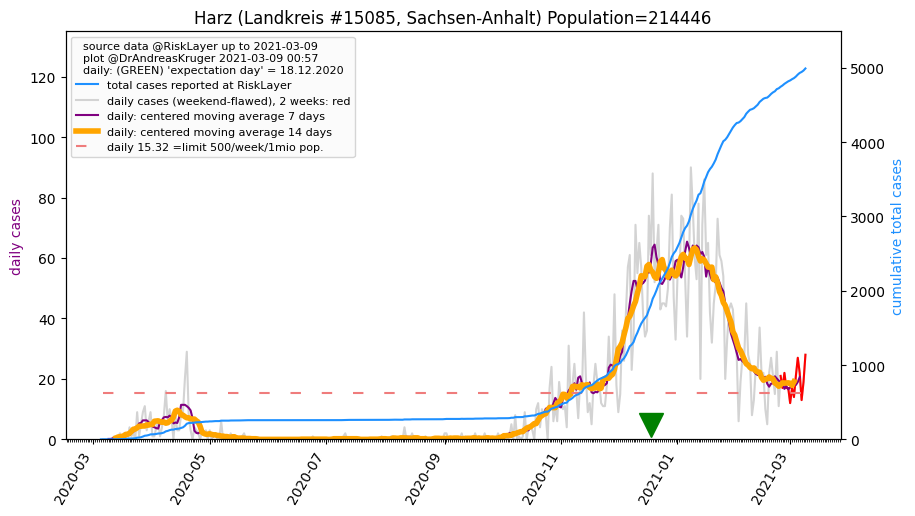 Harz (Landkreis #15085, Sachsen-Anhalt) Population=214446
source data @RiskLayer up to 2021-03-09
plot @DrAndreasKruger 2021-03-09 00:57
daily: (GREEN) 'expectation day' = 18.12.2020
total cases reported at RiskLayer
daily cases (weekend-flawed), 2 weeks: red
daily: centered moving average 7 days
daily: centered moving average 14 days
daily 15.32 =limit 500/week/1mio pop.
daily cases
120
100
80
60
40
20
0
cumulative total cases
5000
4000
3000
2000
1000
0
2020-03
2020-05
2020-07
2020-09
2020-11
2021-01
2021-03